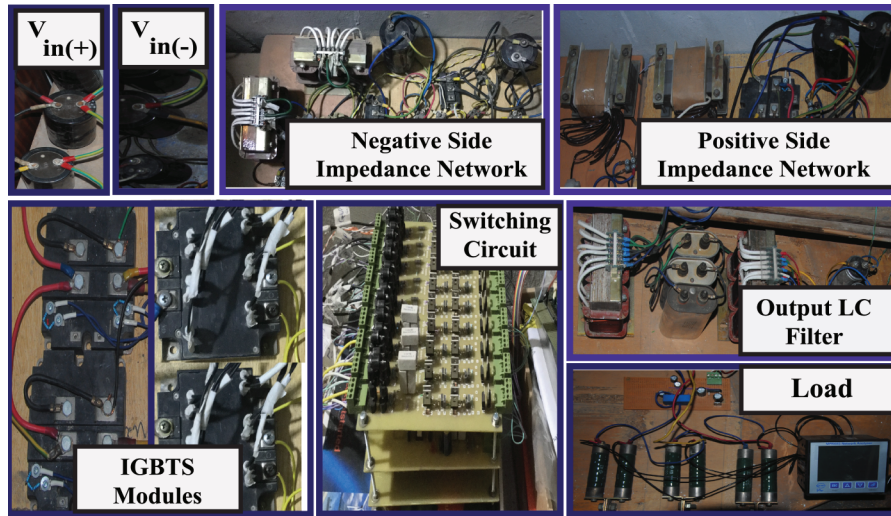 V
in(+)
V
in(-)
Negative Side
Impedance Network
Positive Side
Impedance Network
IGBTS
Modules
Switching
Circuit
Output LC
Filter
Load